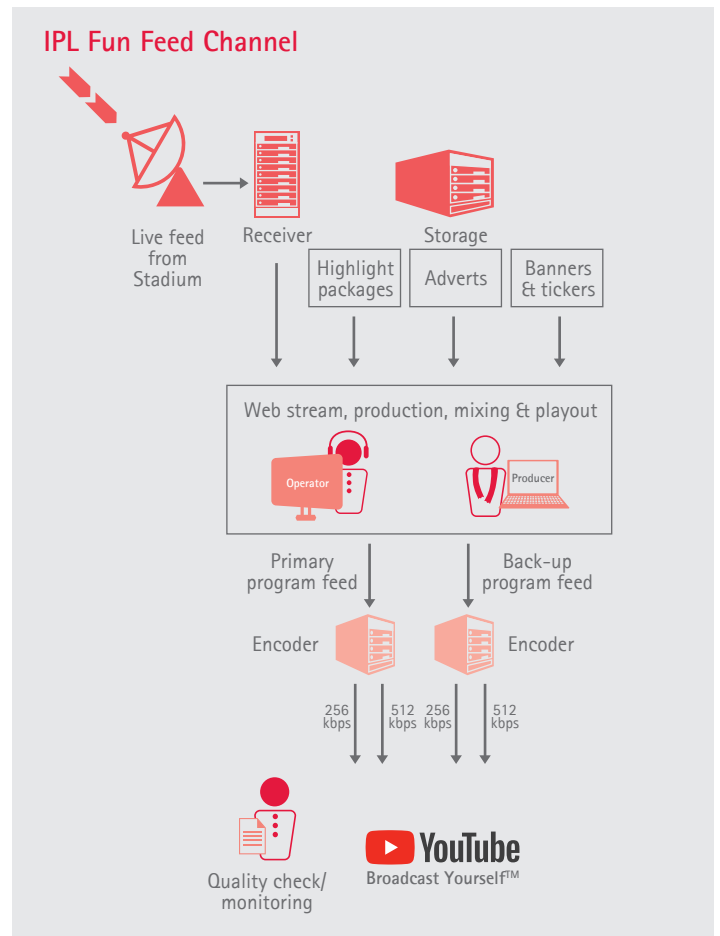 IPL Fun Feed Channel
Live feed
from
Stadium
Receiver
Storage
Highlight
packages
Adverts
Banners
& tickers
Web stream, production, mixing & playout
Operator
Producer
Primary
program feed
Back-up
program feed
Encoder
Encoder
256
kbps
512
kbps
256
kbps
512
kbps
Quality check/
monitoring
YouTube
Broadcast Yourself™